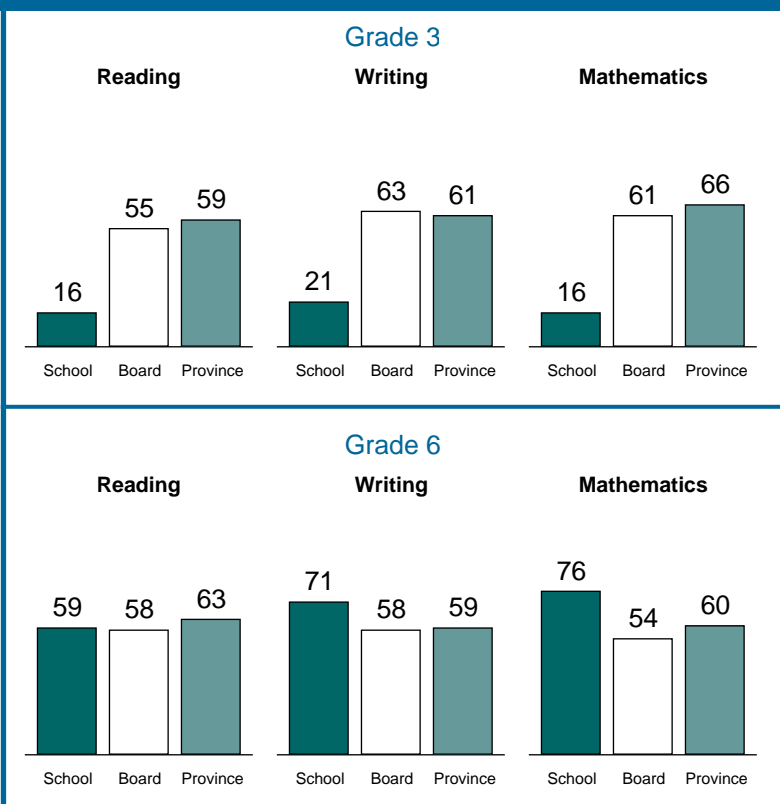 Grade 3
Reading Writing Mathematics
16 55 59 21 63 61 16 61 66
School Board Province School Board Province School Board Province
Grade 6
Reading Writing Mathematics
59 58 63 71 58 59 76 54 60
School Board Province School Board Province School Board Province